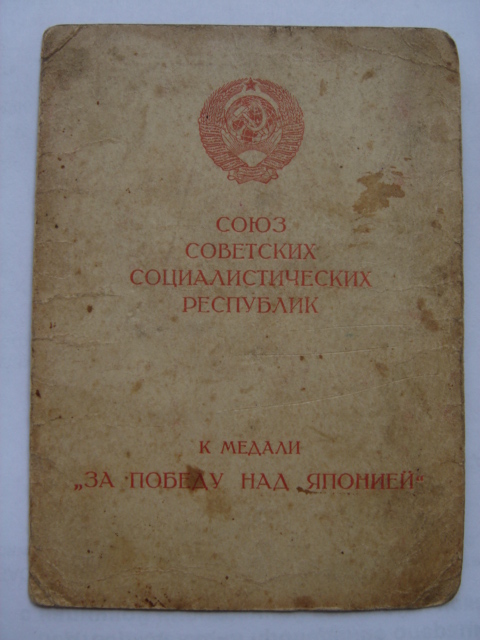 СОЮЗ
СОВЕТСКИХ
СОЦИАЛИСТИЧЕСКИХ
РЕСПУБЛИК
К МЕДАЛИ
„ЗА ПОБЕДУ НАД ЯПОНИЕЙ“